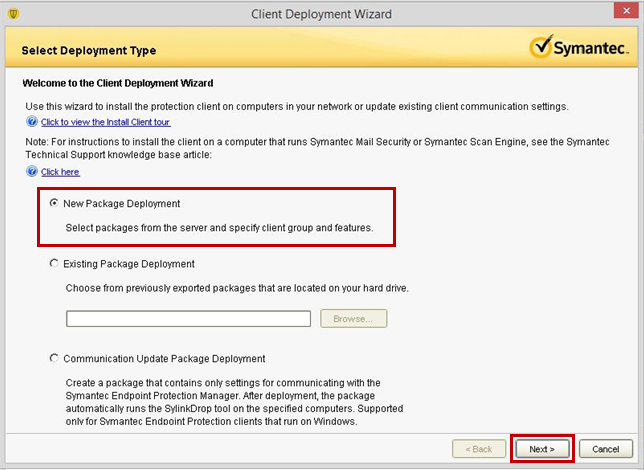 Client Deployment Wizard
Select Deployment Type
Symantec.
Welcome to the Client Deployment Wizard
Use this wizard to install the protection client on computers in your network or update existing client communication settings.
Click to view the Install Client tour
Note: For instructions to install the client on a computer that runs Symantec Mail Security or Symantec Scan Engine, see the Symantec
Technical Support knowledge base article:
Click here
New Package Deployment
Select packages from the server and specify client group and features.
Existing Package Deployment
Choose from previously exported packages that are located on your hard drive.
Browse...
Communication Update Package Deployment
Create a package that contains only settings for communicating with the
Symantec Endpoint Protection Manager. After deployment, the package
automatically runs the SylinkDrop tool on the specified computers. Supported
only for Symantec Endpoint Protection clients that run on Windows.
< Back Next > Cancel